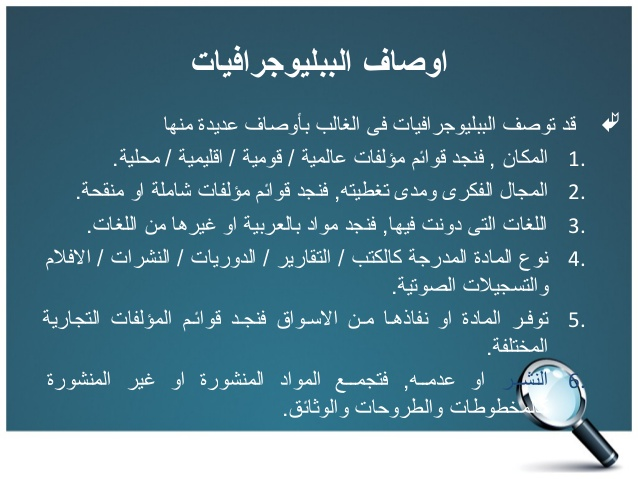 اوصاف الببليوجرافيات
قد توصف الببليوجرافيات فى الغالب بأوصاف عديدة منها
1. المكان , فنجد قوائم مؤلفات عالمية / قومية / اقليمية / محلية.
2. المجال الفكرى ومدى تغطيته, فنجد قوائم مؤلفات شاملة او منقحة.
3. اللغات التى دونت فيها, فنجد مواد بالعربية او غيرها من اللغات.
4. نوع المادة المدرجة كالكتب / التقارير / الدوريات / النشرات / الافلام
والتسجيلات الصوتية.
5. توفر المادة او نفاذها من الاسواق فنجد قوائم المؤلفات التجارية
المختلفة.
6. النشر او عدمه, فتجمع المواد المنشورة او غير المنشورة
كالمخطوطات والطروحات والوثائق.